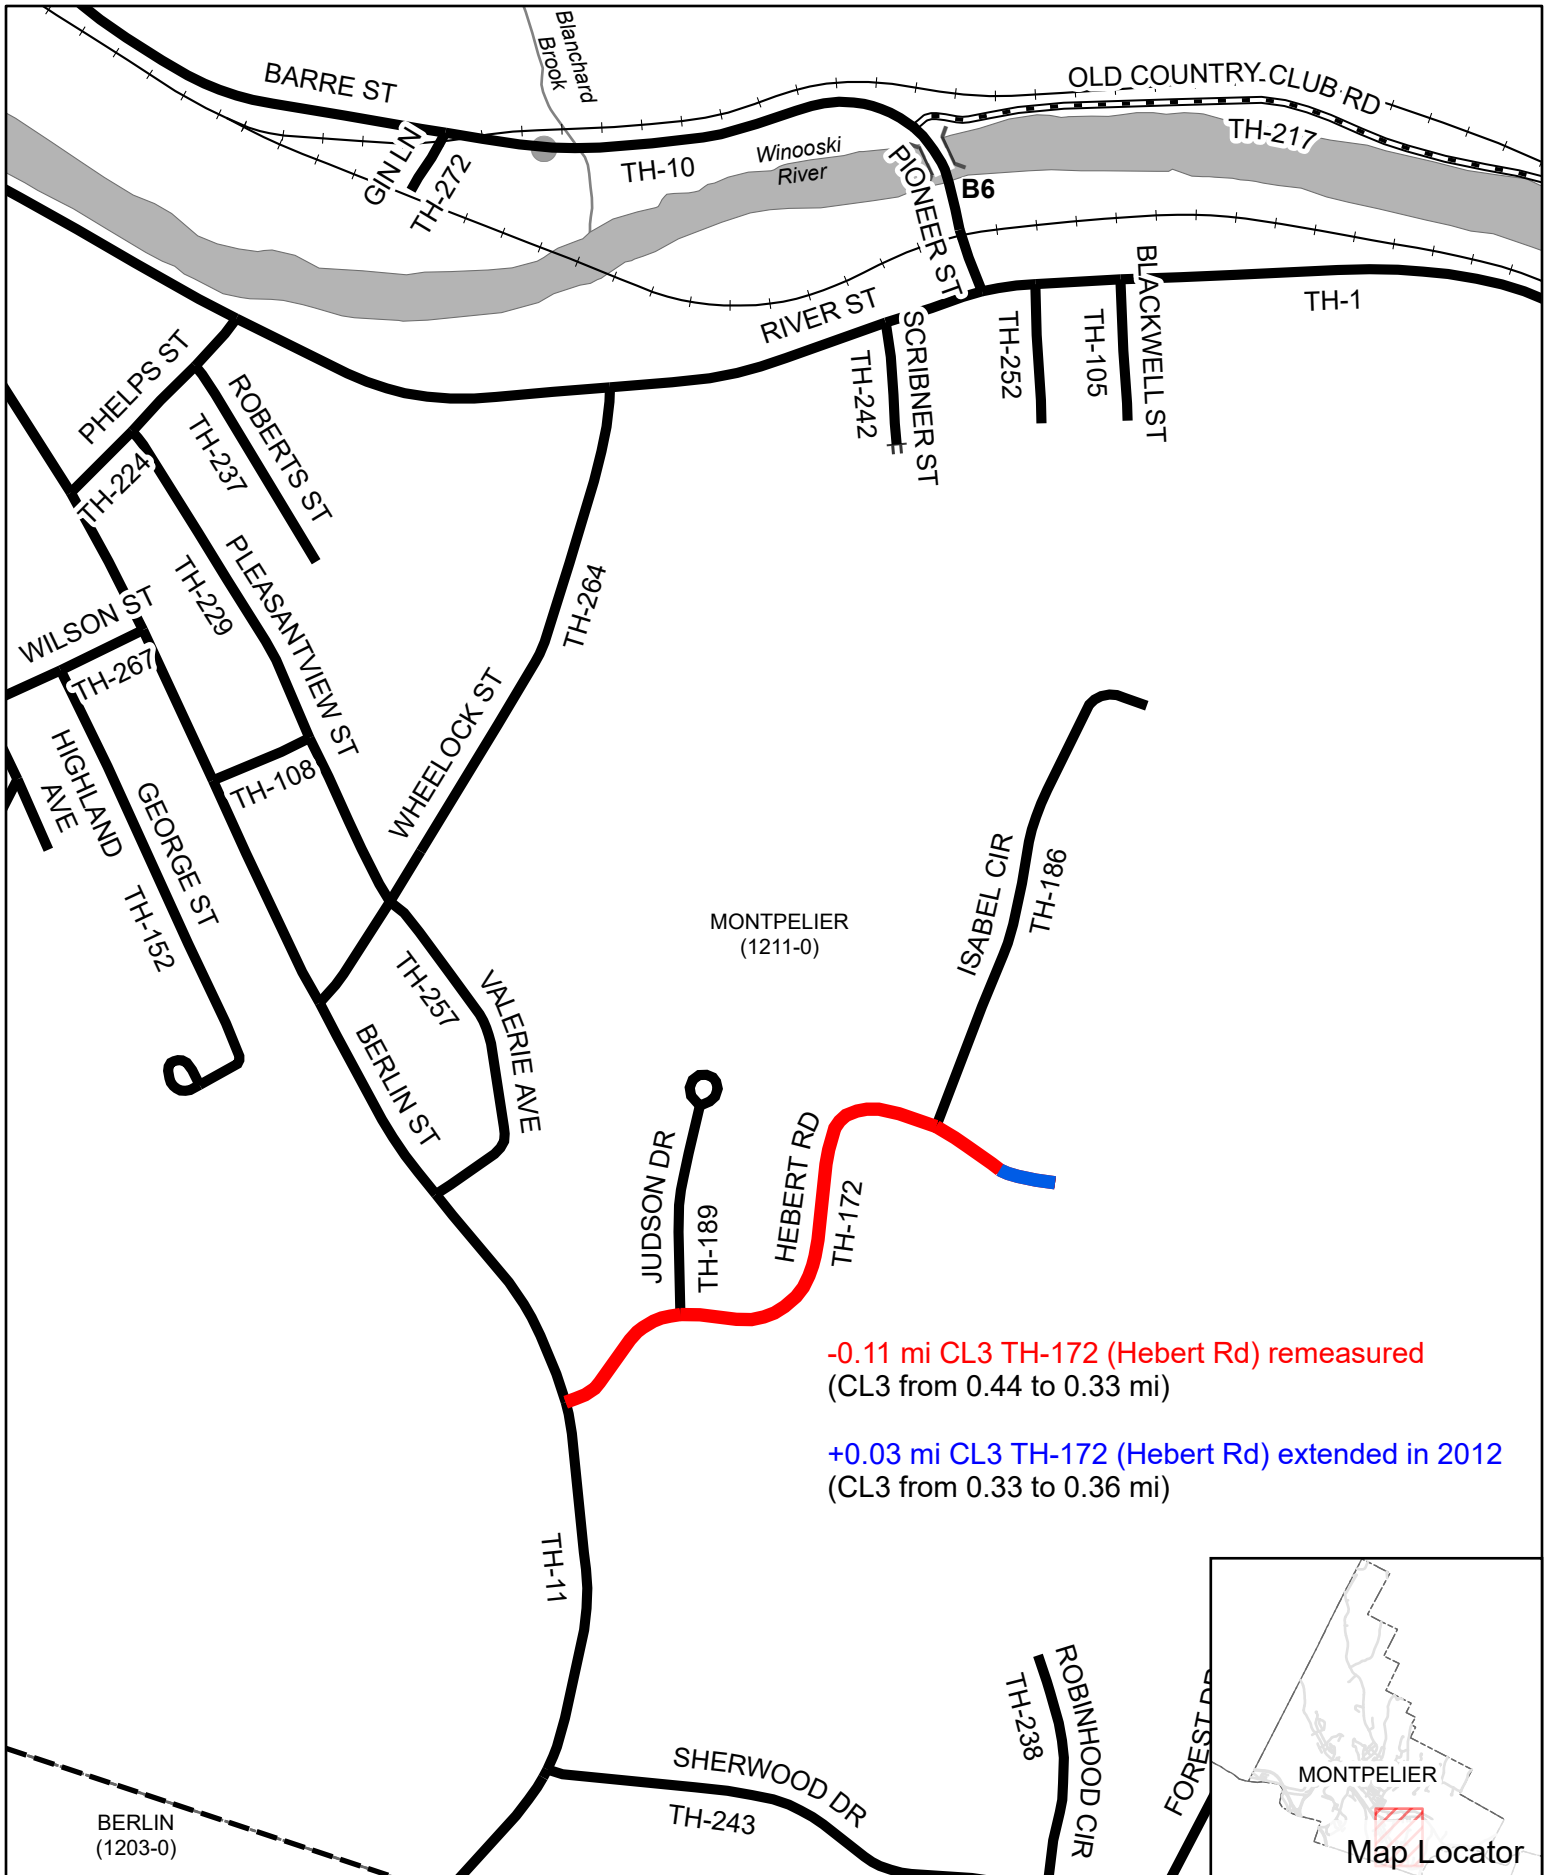 Blanchard
Brook
BARRE ST
OLD COUNTRY CLUB RD
TH-217
GIN LN
TH-272
TH-10
Winooski
River
PIONEER ST
B6
BLACKWELL ST
TH-1
RIVER ST
SCRIBNER ST
TH-242
TH-252
TH-105
PHELPS ST
ROBERTS ST
TH-237
TH-224
PLEASANTVIEW ST
TH-229
TH-264
WILSON ST
TH-267
WHEELOCK ST
HIGHLAND
AVE
TH-108
GEORGE ST
TH-152
ISABEL CIR
TH-186
MONTPELIER
(1211-0)
TH-257
VALERIE AVE
BERLIN ST
JUDSON DR
TH-189
HEBERT RD
TH-172
-0.11 mi CL3 TH-172 (Hebert Rd) remeasured
(CL3 from 0.44 to 0.33 mi)
+0.03 mi CL3 TH-172 (Hebert Rd) extended in 2012
(CL3 from 0.33 to 0.36 mi)
TH-11
ROBINHOOD CIR
TH-238
FOREST DR
SHERWOOD DR
TH-243
BERLIN
(1203-0)
MONTPELIER
Map Locator